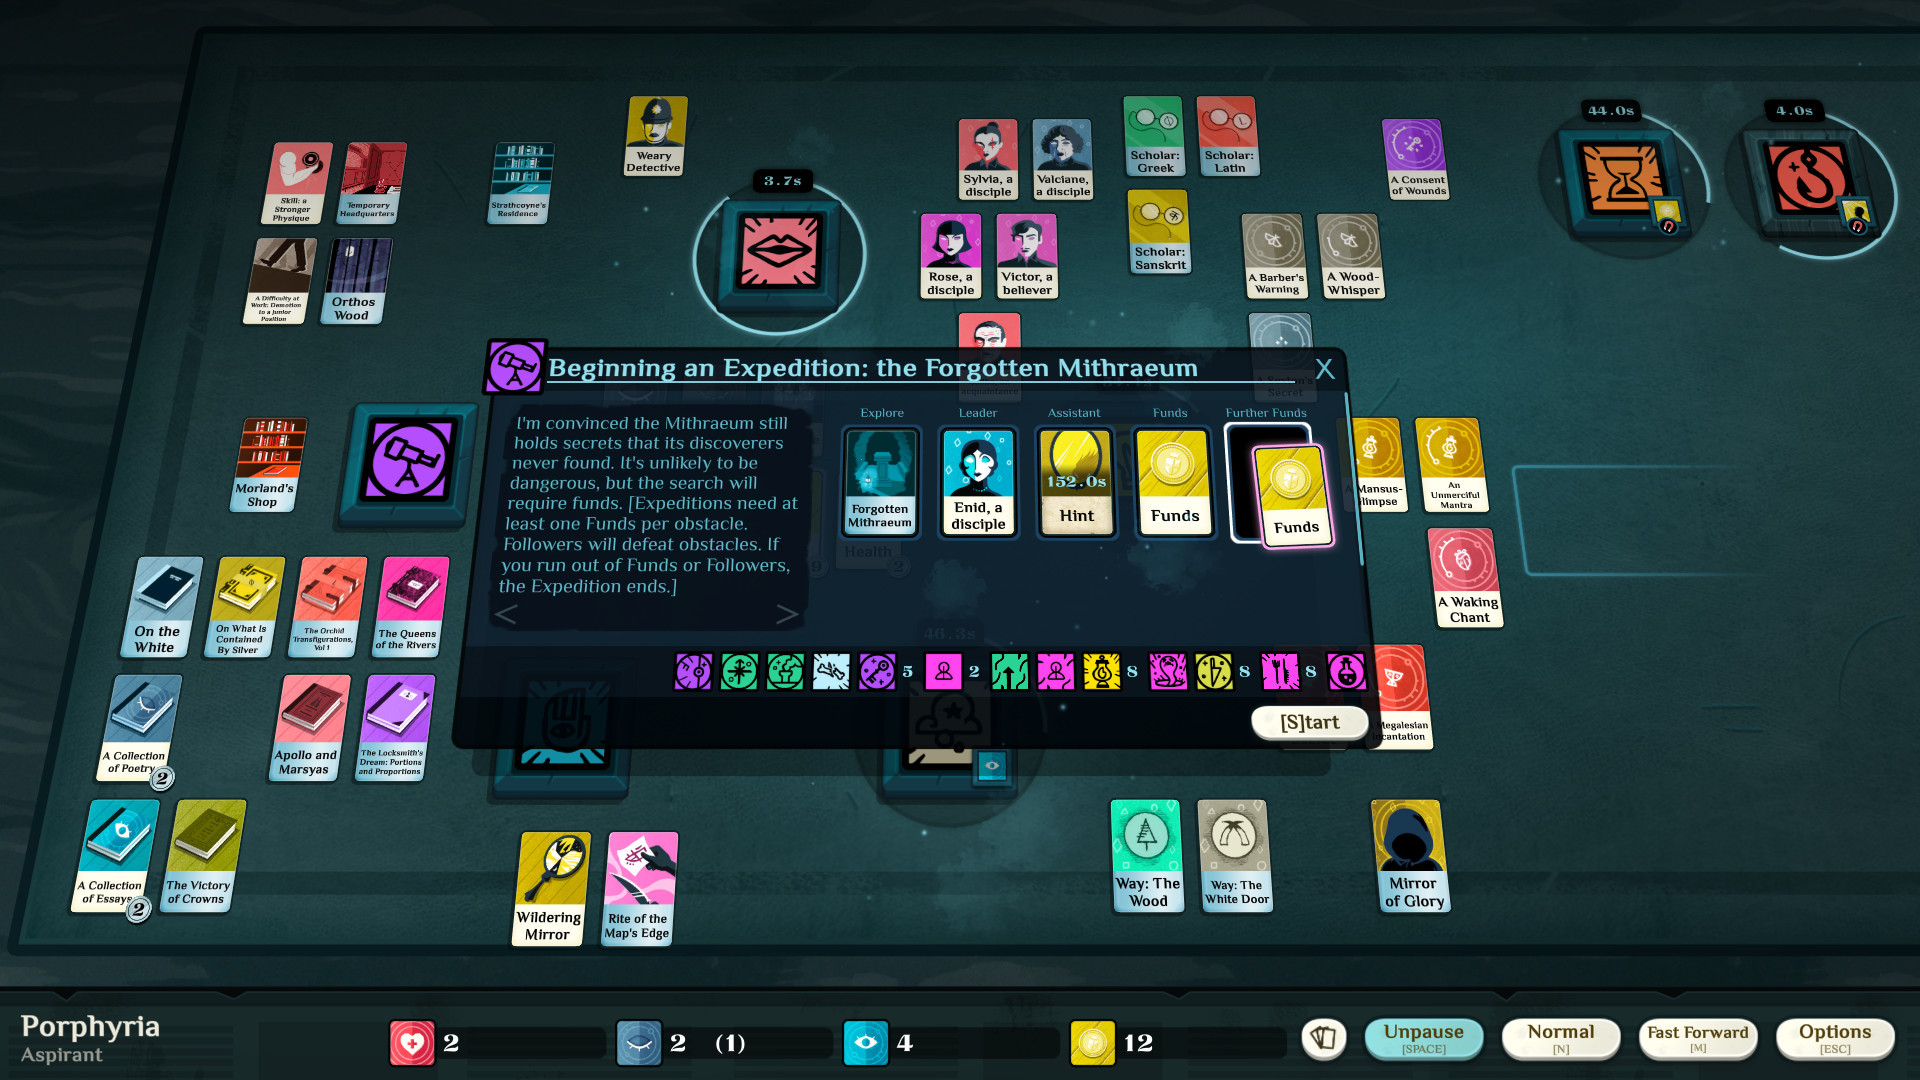 44.0s
4.0s
Weary
Detective
3.7s
Sylvia, a
disciple
Valciane,
a disciple
Scholar:
Greek
Scholar:
Latin
A Consent
of Wounds
Skill: a
Stronger
Physique
Temporary
Headquarters
Strathcoyne's
Residence
Rose, a
disciple
Victor, a
believer
Scholar:
Sanskrit
A Barber's
Warning
A Wood-
Whisper
A Difficulty at
Work: Demotion
to a Junior
Position
Orthos
Wood
Secret
Beginning an Expedition: the Forgotten Mithraeum
X
I'm convinced the Mithraeum still
holds secrets that its discoverers
never found. It's unlikely to be
dangerous, but the search will
require funds. [Expeditions need at
least one Funds per obstacle.
Followers will defeat obstacles. If
you run out of Funds or Followers,
the Expedition ends.]
<
>
Explore
Leader
Assistant
Funds
Further Funds
Forgotten
Mithraeum
Enid, a
disciple
152.0s
Hint
Funds
Funds
Health
2
46.3s
5
2
8
8
8
[S]tart
Morland's
Shop
Mansus-
Glimpse
An
Unmerciful
Mantra
A Waking
Chant
Megalesian
Incantation
On the
White
On What Is
Contained
By Silver
The Orchid
Transfigurations,
Vol 1
The Queens
of the Rivers
A Collection
of Poetry
2
Apollo and
Marsyas
The Locksmith's
Dream: Portions
and Proportions
A Collection
of Essays
2
The Victory
of Crowns
Wildering
Mirror
Rite of the
Map's Edge
Way: The
Wood
Way: The
White Door
Mirror
of Glory
Porphyria
Aspirant
2
2 (1)
4
12
Unpause
[SPACE]
Normal
[N]
Fast Forward
[M]
Options
[ESC]